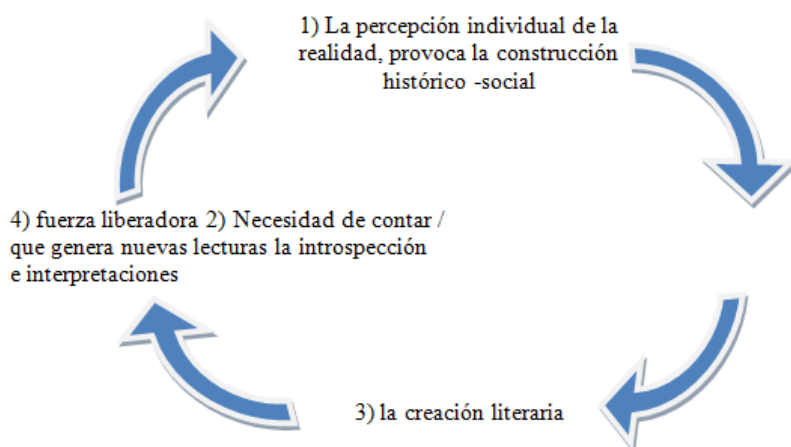 1) La percepción individual de la
realidad, provoca la construcción
histórico -social
4) fuerza liberadora 2) Necesidad de contar /
que genera nuevas lecturas la introspección
e interpretaciones
3) la creación literaria